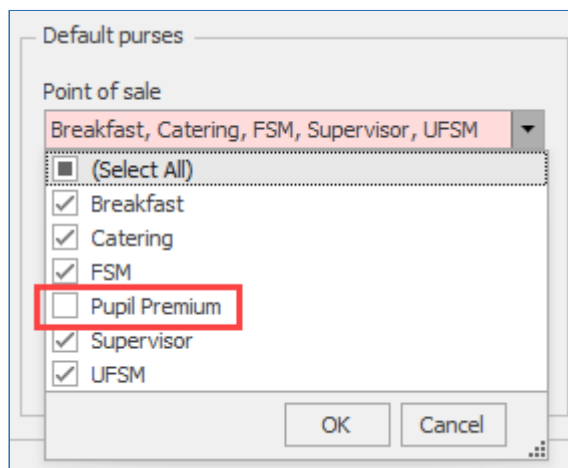 Default purses
Point of sale
Breakfast, Catering, FSM, Supervisor, UFSM
(Select All)
Breakfast
Catering
FSM
Pupil Premium
Supervisor
UFSM
OK Cancel